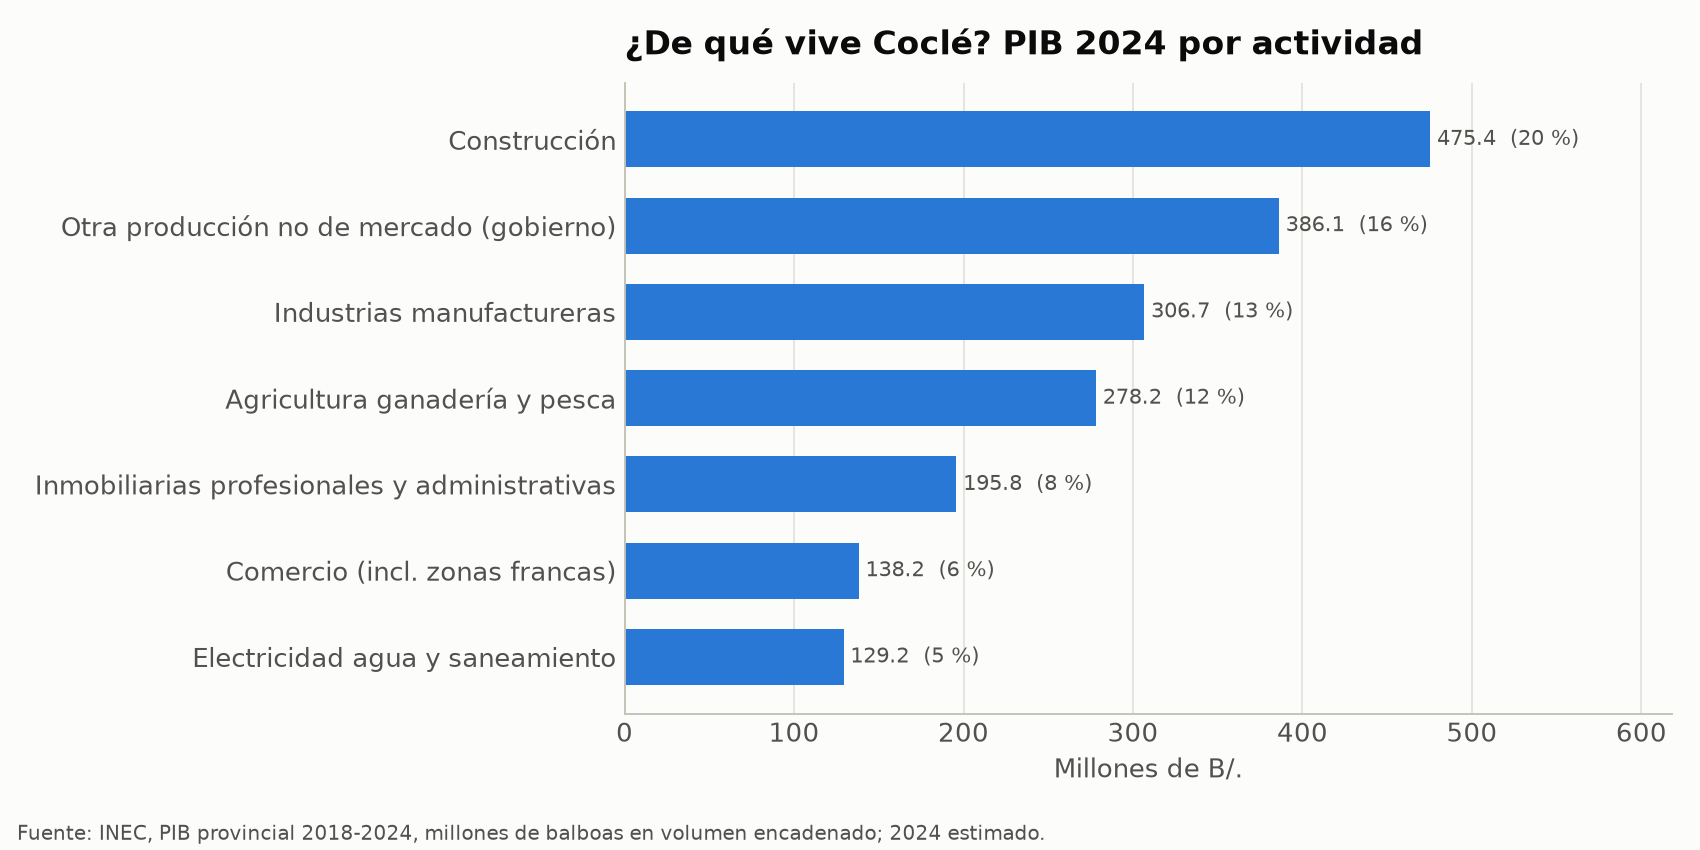 ¿De qué vive Coclé? PIB 2024 por actividad
Construcción
475.4 (20 %)
Otra producción no de mercado (gobierno)
386.1 (16 %)
Industrias manufactureras
306.7 (13 %)
Agricultura ganadería y pesca
278.2 (12 %)
Inmobiliarias profesionales y administrativas
195.8 (8 %)
Comercio (incl. zonas francas)
138.2 (6 %)
Electricidad agua y saneamiento
129.2 (5 %)
0 100 200 300 400 500 600
Millones de B/.
Fuente: INEC, PIB provincial 2018-2024, millones de balboas en volumen encadenado; 2024 estimado.